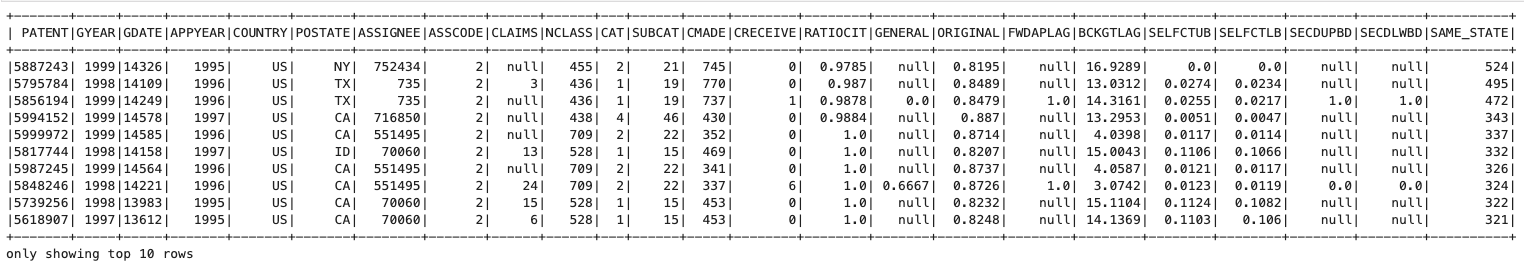 +-------+-----+-----+-------+-------+-------+--------+-------+------+------+---+------+-----+--------+--------+-------+--------+--------+--------+--------+--------+--------+--------+----------+
| PATENT|GYEAR|GDATE|APPYEAR|COUNTRY|POSTATE|ASSIGNEE|ASSCODE|CLAIMS|NCLASS|CAT|SUBCAT|CMADE|CRECEIVE|RATIOCIT|GENERAL|ORIGINAL|FWDAPLAG|BCKGTLAG|SELFCTUB|SELFCTLB|SECDUPBD|SECDLWBD|SAME_STATE|
+-------+-----+-----+-------+-------+-------+--------+-------+------+------+---+------+-----+--------+--------+-------+--------+--------+--------+--------+--------+--------+--------+----------+
|5887243| 1999|14326|   1995|     US|     NY|  752434|      2|  null|   455|  2|    21|  745|       0|  0.9785|   null|  0.8195|    null| 16.9289|     0.0|     0.0|    null|    null|       524|
|5795784| 1998|14109|   1996|     US|     TX|     735|      2|     3|   436|  1|    19|  770|       0|   0.987|   null|  0.8489|    null| 13.0312|  0.0274|  0.0234|    null|    null|       495|
|5856194| 1999|14249|   1996|     US|     TX|     735|      2|  null|   436|  1|    19|  737|       1|  0.9878|    0.0|  0.8479|     1.0| 14.3161|  0.0255|  0.0217|     1.0|     1.0|       472|
|5994152| 1999|14578|   1996|     US|     CA|  716850|      2|  null|   438|  4|    46|  430|       0|  0.9884|   null|   0.887|    null| 13.2953|  0.0051|  0.0047|    null|    null|       343|
|5999972| 1999|14585|   1996|     US|     CA|  551495|      2|  null|   709|  2|    22|  352|       0|     1.0|   null|  0.8714|    null|  4.0398|  0.0117|  0.0114|    null|    null|       337|
|5817744| 1998|14158|   1997|     US|     ID|   70060|      2|    13|   528|  1|    15|  469|       0|     1.0|   null|  0.8207|    null| 15.0043|  0.1106|  0.1066|    null|    null|       332|
|5987245| 1999|14564|   1996|     US|     CA|  551495|      2|  null|   709|  2|    22|  341|       0|     1.0|   null|  0.8737|    null|  4.0587|  0.0121|  0.0117|    null|    null|       326|
|5848246| 1998|14221|   1996|     US|     CA|  551495|      2|    24|   709|  2|    22|  337|       6|     1.0| 0.6667|  0.8726|     1.0|  3.0742|  0.0123|  0.0119|     0.0|     0.0|       324|
|5739256| 1998|13983|   1995|     US|     CA|   70060|      2|    15|   528|  1|    15|  453|       0|     1.0|   null|  0.8232|    null| 15.1104|  0.1124|  0.1082|    null|    null|       322|
|5618907| 1997|13612|   1995|     US|     CA|   70060|      2|     6|   528|  1|    15|  453|       0|     1.0|   null|  0.8248|    null| 14.1369|  0.1103|   0.106|    null|    null|       321|
+-------+-----+-----+-------+-------+-------+--------+-------+------+------+---+------+-----+--------+--------+-------+--------+--------+--------+--------+--------+--------+--------+----------+
only showing top 10 rows